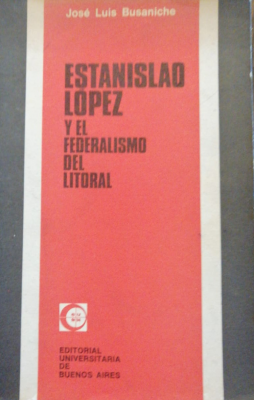 José Luis Busaniche
ESTANISLAO
LOPEZ
Y EL
FEDERALISMO
DEL
LITORAL
EDITORIAL
UNIVERSITARIA
DE
BUENOS AIRES